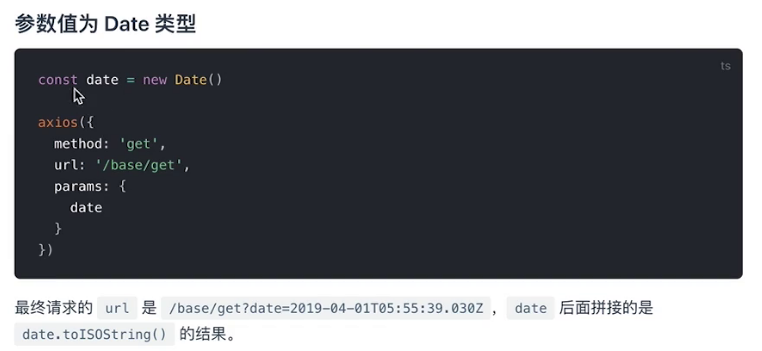 参数值为 Date 类型
ts
const date = new Date()
axios({
  method: 'get',
  url: '/base/get',
  params: {
    date
  }
})
最终请求的 url 是 /base/get?date=2019-04-01T05:55:39.030Z ，date 后面拼接的是
date.toISOString() 的结果。